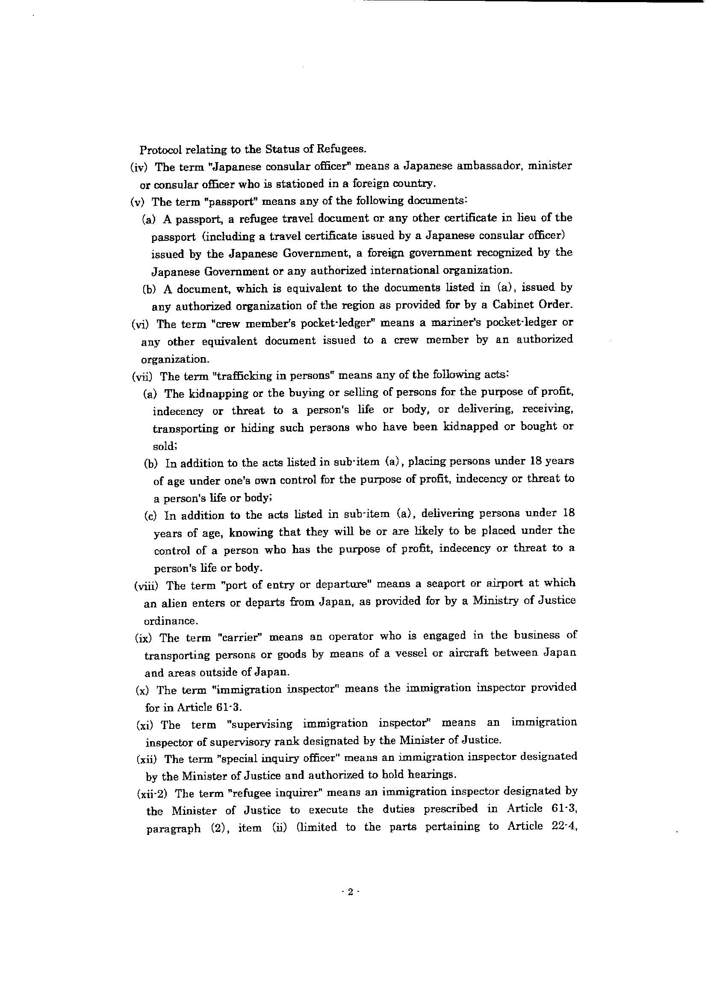 Protocol relating to the Status of Refugees.
(iv) The term "Japanese consular officer" means a Japanese ambassador, minister
or consular officer who is stationed in a foreign country.
(v) The term "passport" means any of the following documents:
(a) A passport, a refugee travel document or any other certificate in lieu of the
passport (including a travel certificate issued by a Japanese consular officer)
issued by the Japanese Government, a foreign government recognized by the
Japanese Government or any authorized international organization.
(b) A document, which is equivalent to the documents listed in (a), issued by
any authorized organization of the region as provided for by a Cabinet Order.
(vi) The term "crew member's pocket-ledger" means a mariner's pocket-ledger or
any other equivalent document issued to a crew member by an authorized
organization.
(vii) The term "trafficking in persons" means any of the following acts:
(a) The kidnapping or the buying or selling of persons for the purpose of profit,
indecency or threat to a person's life or body, or delivering, receiving,
transporting or hiding such persons who have been kidnapped or bought or
sold;
(b) In addition to the acts listed in sub-item (a), placing persons under 18 years
of age under one's own control for the purpose of profit, indecency or threat to
a person's life or body;
(c) In addition to the acts listed in sub-item (a), delivering persons under 18
years of age, knowing that they will be or are likely to be placed under the
control of a person who has the purpose of profit, indecency or threat to a
person's life or body.
(viii) The term "port of entry or departure" means a seaport or airport at which
an alien enters or departs from Japan, as provided for by a Ministry of Justice
ordinance.
(ix) The term "carrier" means an operator who is engaged in the business of
transporting persons or goods by means of a vessel or aircraft between Japan
and areas outside of Japan.
(x) The term "immigration inspector" means the immigration inspector provided
for in Article 61-3.
(xi) The term "supervising immigration inspector" means an immigration
inspector of supervisory rank designated by the Minister of Justice.
(xii) The term "special inquiry officer" means an immigration inspector designated
by the Minister of Justice and authorized to hold hearings.
(xii-2) The term "refugee inquirer" means an immigration inspector designated by
the Minister of Justice to execute the duties prescribed in Article 61-3,
paragraph (2), item (ii) (limited to the parts pertaining to Article 22-4,
- 2 -